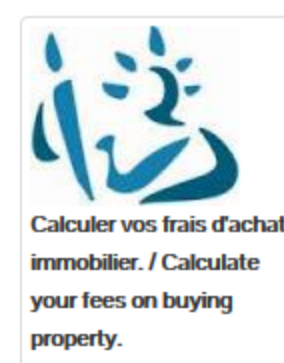 Calculer vos frais d'achat
immobilier. / Calculate
your fees on buying
property.